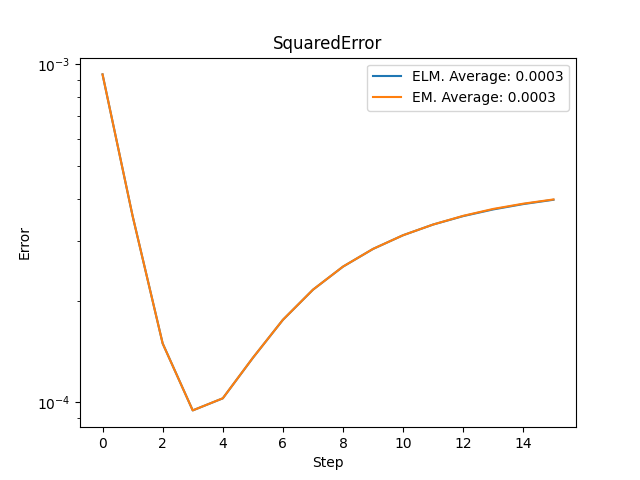 SquaredError
ELM. Average: 0.0003
EM. Average: 0.0003
10⁻³
10⁻⁴
Error
0 2 4 6 8 10 12 14
Step